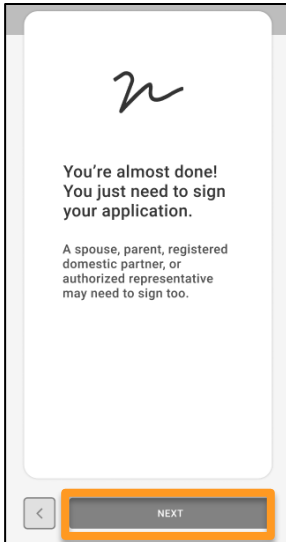 You're almost done!
You just need to sign
your application.
A spouse, parent, registered
domestic partner, or
authorized representative
may need to sign too.
NEXT